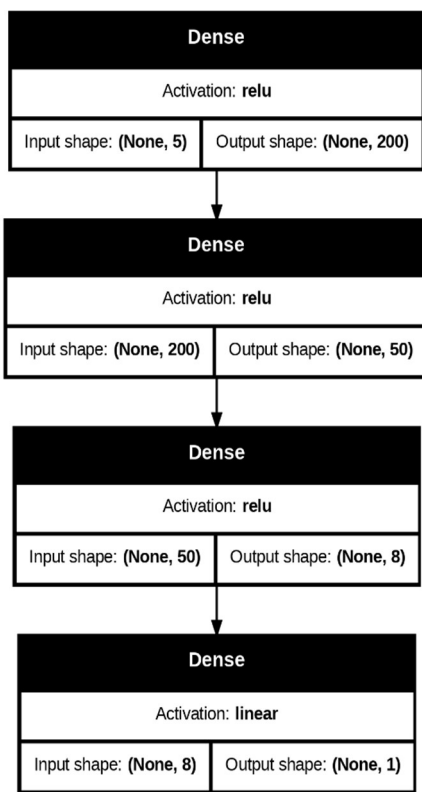 Dense
Activation: relu
Input shape: (None, 5) Output shape: (None, 200)
Dense
Activation: relu
Input shape: (None, 200) Output shape: (None, 50)
Dense
Activation: relu
Input shape: (None, 50) Output shape: (None, 8)
Dense
Activation: linear
Input shape: (None, 8) Output shape: (None, 1)